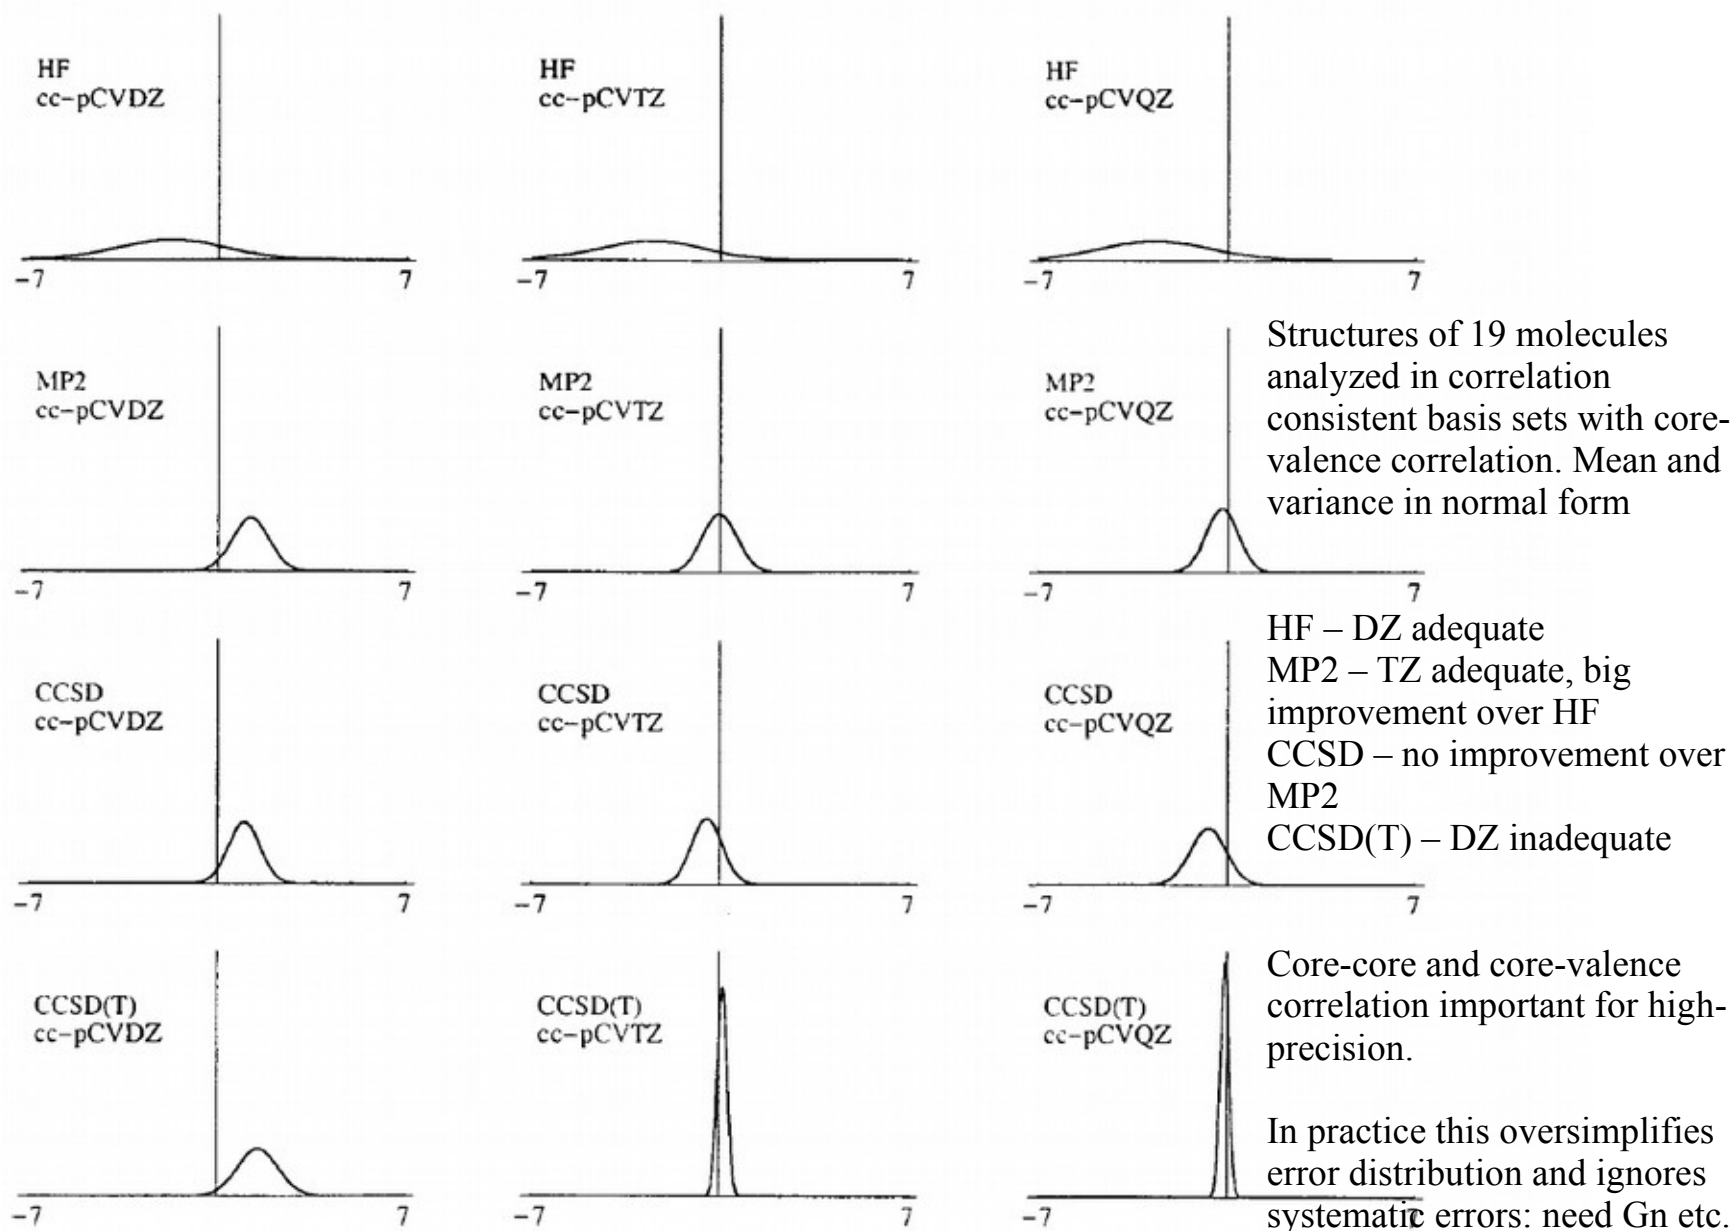 HF
cc-pCVDZ
-7
7
HF
cc-pCVTZ
-7
7
HF
cc-pCVQZ
-7
7
MP2
cc-pCVDZ
-7
7
MP2
cc-pCVTZ
-7
7
MP2
cc-pCVQZ
-7
7
Structures of 19 molecules
analyzed in correlation
consistent basis sets with core-
valence correlation. Mean and
variance in normal form
CCSD
cc-pCVDZ
-7
7
CCSD
cc-pCVTZ
-7
7
CCSD
cc-pCVQZ
-7
7
HF – DZ adequate
MP2 – TZ adequate, big
improvement over HF
CCSD – no improvement over
MP2
CCSD(T) – DZ inadequate
CCSD(T)
cc-pCVDZ
-7
7
CCSD(T)
cc-pCVTZ
-7
7
CCSD(T)
cc-pCVQZ
-7
7
Core-core and core-valence
correlation important for high-
precision.
In practice this oversimplifies
error distribution and ignores
systematic errors: need Gn etc.